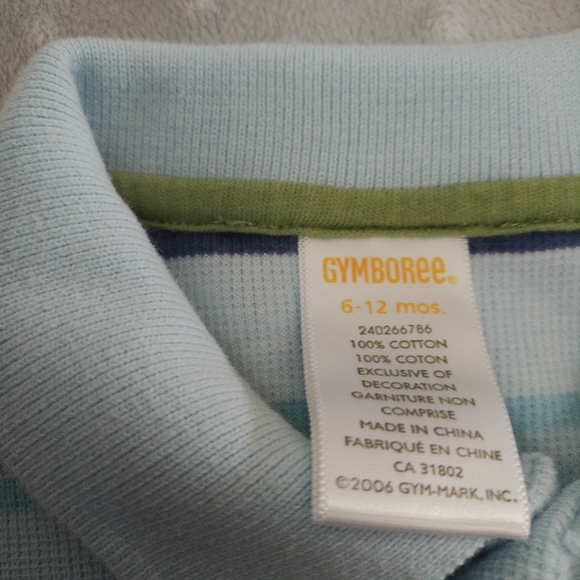 GYMBOREE®
6-12 mos.
240266786
100% COTTON
100% COTON
EXCLUSIVE OF
DECORATION
GARNITURE NON
COMPRISE
MADE IN CHINA
FABRIQUÉ EN CHINE
CA 31802
©2006 GYM-MARK, INC.